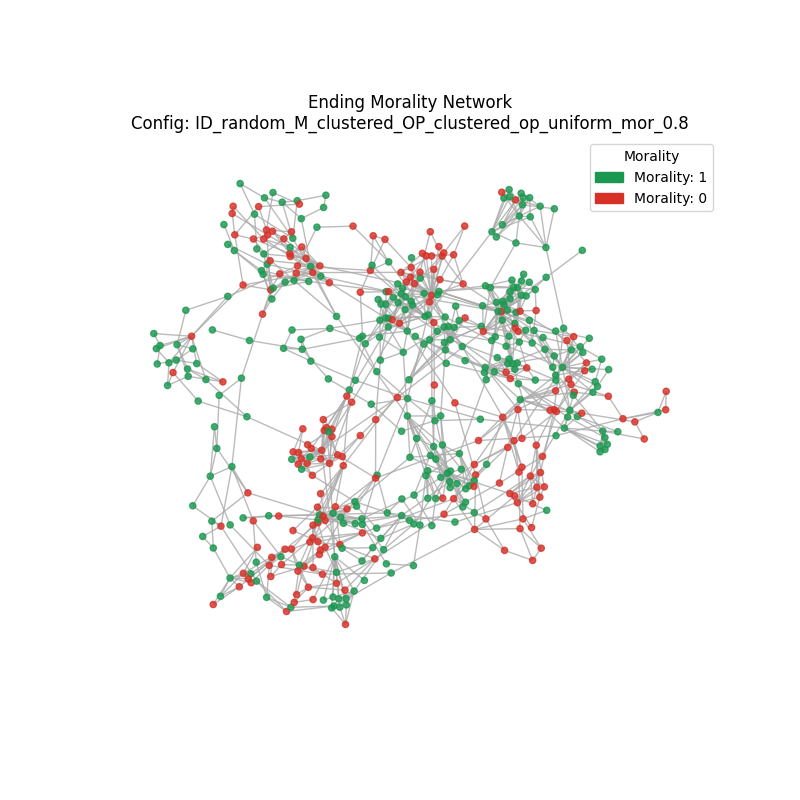 Ending Morality Network
Config: ID_random_M_clustered_OP_clustered_op_uniform_mor_0.8
Morality
Morality: 1
Morality: 0